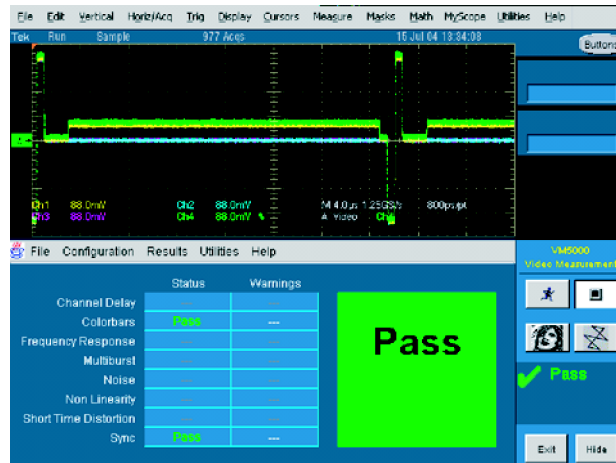 File Edit Vertical Horiz/Acq Trig Display Cursors Measure Masks Math MyScope Utilities Help
Tek Run Sample 977 Acqs 15 Jul 04 13:34:08
Buttons
Ch1 88.0mV Ch2 88.0mV M 4.0µs 1.25GS/s 800ps/pt
Ch3 88.0mV Ch4 88.0mV A video Ch4
File Configuration Results Utilities Help
VM5000
Video Measurement
Status Warnings
Channel Delay --- ---
Colorbars Pass ---
Frequency Response --- ---
Multiburst --- ---
Noise --- ---
Non Linearity --- ---
Short Time Distortion --- ---
Sync Pass ---
Pass
Pass
Exit Hide